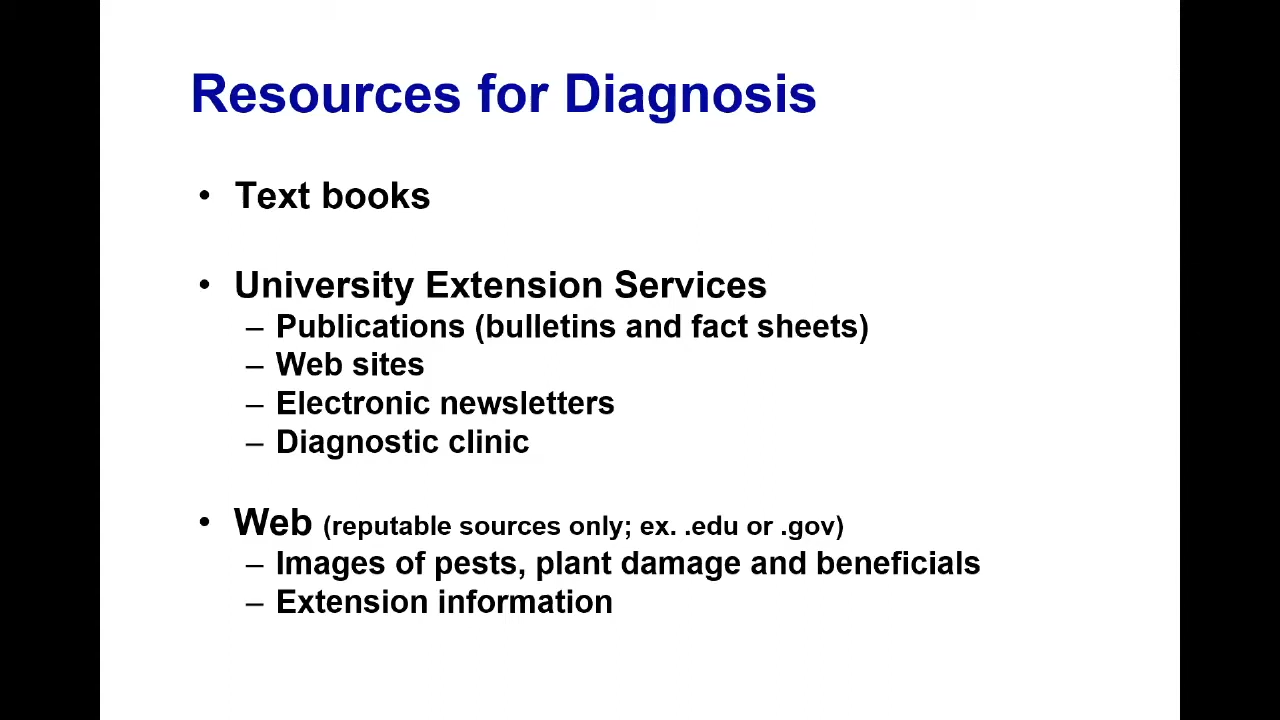 Resources for Diagnosis
• Text books
• University Extension Services
– Publications (bulletins and fact sheets)
– Web sites
– Electronic newsletters
– Diagnostic clinic
• Web (reputable sources only; ex. .edu or .gov)
– Images of pests, plant damage and beneficials
– Extension information